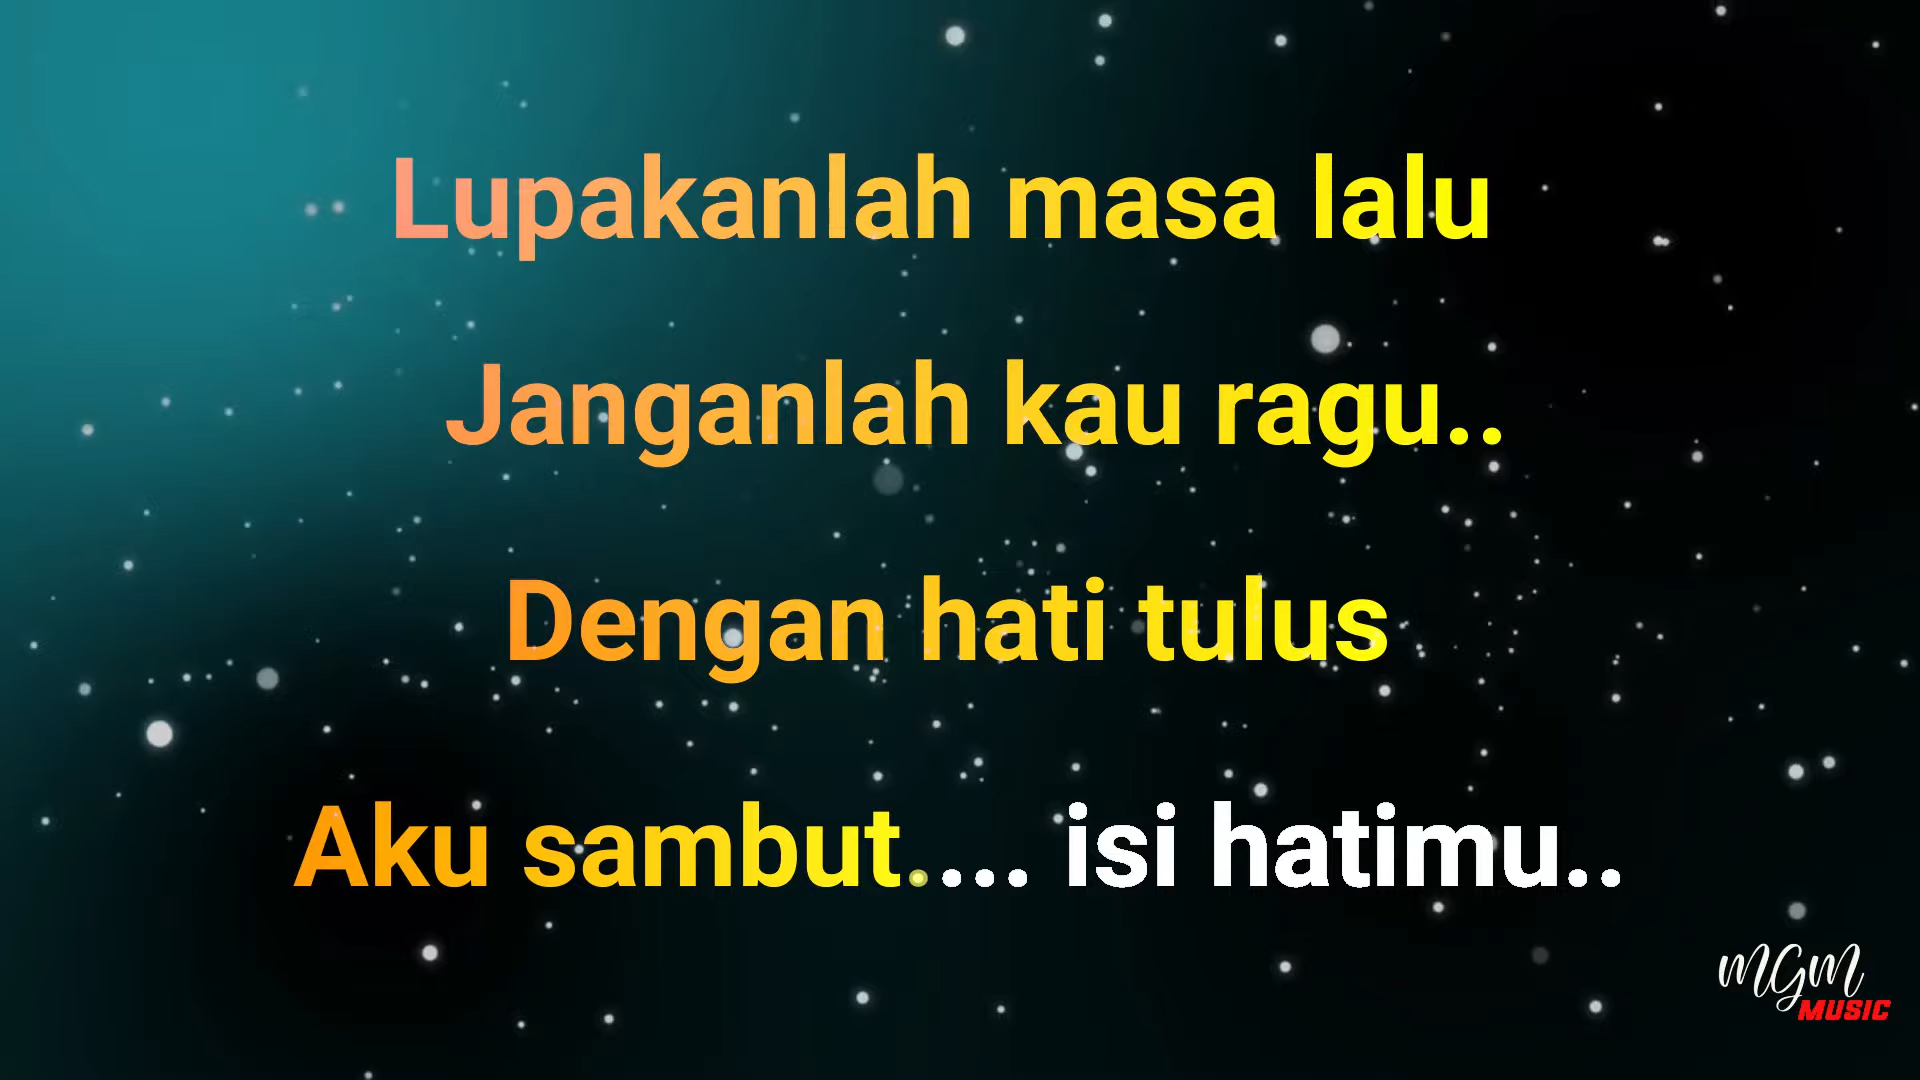 Lupakanlah masa lalu
Janganlah kau ragu..
Dengan hati tulus
Aku sambut.... isi hatimu..
MGM
MUSIC